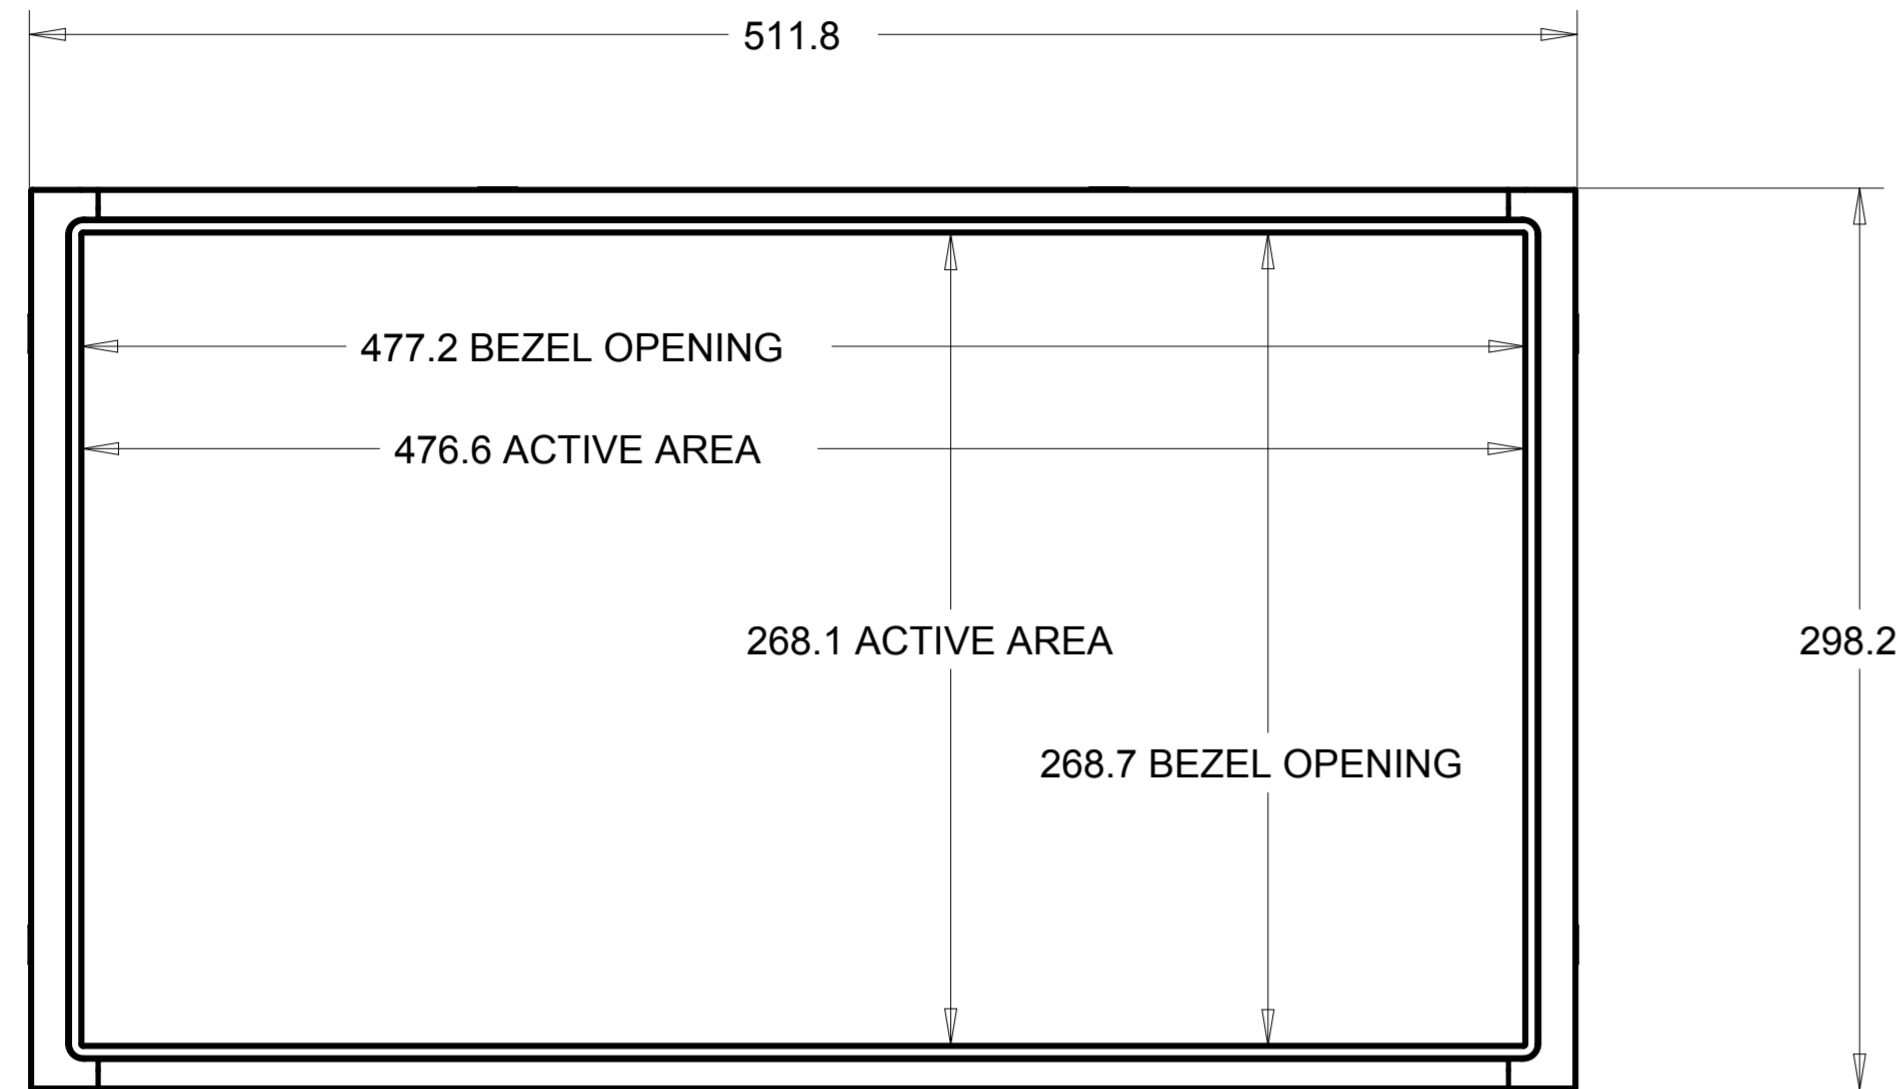 511.8
477.2 BEZEL OPENING
476.6 ACTIVE AREA
268.1 ACTIVE AREA
298.2
268.7 BEZEL OPENING